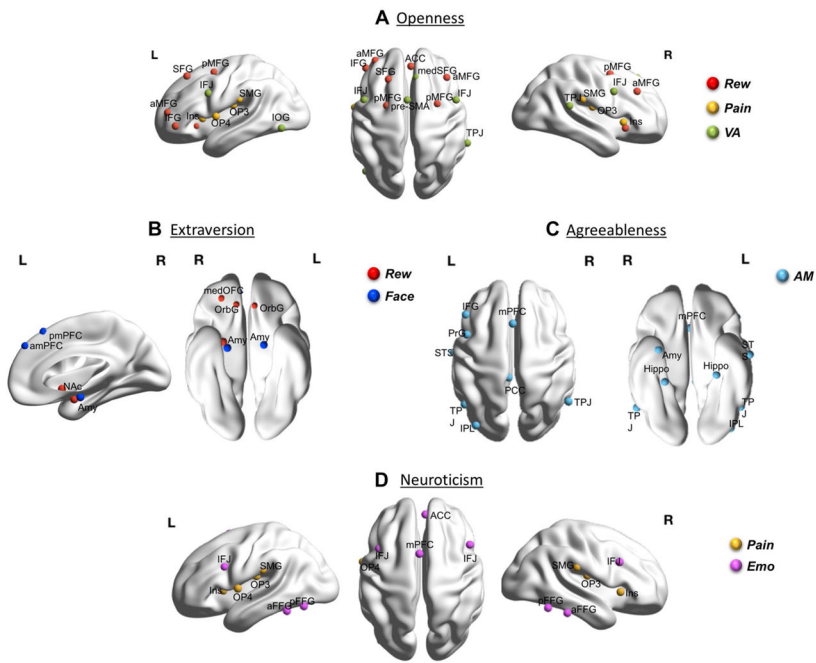 A Openness
L
R
SFG
pMFG
IFJ
SMG
OP3
aMFG
IFG
Ins
OP4
IOG
aMFG
IFG
ACC
SFG
medSFG
aMFG
IFJ
pMFG
pre-SMA
pMFG
IFJ
TPJ
pMFG
SMG
IFJ
aMFG
TPJ
OP3
Ins
Rew
Pain
VA
B Extraversion
L
R
R
L
pmPFC
amPFC
NAc
Amy
medOFC
OrbG
OrbG
Amy
Amy
Rew
Face
C Agreeableness
L
R
R
L
IFG
mPFC
PrG
STS
PCC
TP
J
IPL
TPJ
mPFC
ST
S
Amy
Hippo
Hippo
TP
J
TP
J
IPL
AM
D Neuroticism
L
R
IFJ
SMG
OP3
Ins
OP4
aFFG
pFFG
ACC
IFJ
mPFC
IFJ
OP4
SMG
IFJ
OP3
Ins
pFFG
aFFG
Pain
Emo